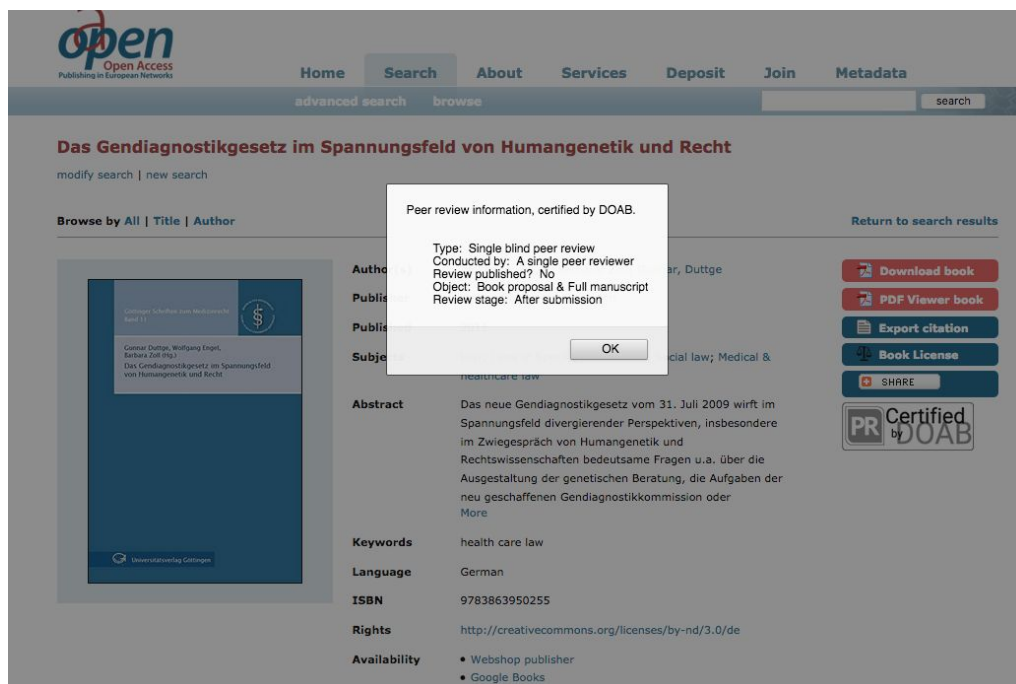 open
Open Access
Publishing in European Networks
Home Search About Services Deposit Join Metadata
advanced search browse
search
Das Gendiagnostikgesetz im Spannungsfeld von Humangenetik und Recht
modify search | new search
Browse by All | Title | Author
Return to search results
Peer review information, certified by DOAB.
Type: Single blind peer review
Conducted by: A single peer reviewer
Review published? No
Object: Book proposal & Full manuscript
Review stage: After submission
OK
Göttinger Schriften zum Medizinrecht
Band 11
Gunnar Duttge, Wolfgang Engel,
Barbara Zoll (Hg.)
Das Gendiagnostikgesetz im Spannungsfeld
von Humangenetik und Recht
Universitätsverlag Göttingen
Autho
ar, Duttge
Publis
Publis
Subje
cial law; Medical &
healthcare law
Abstract
Das neue Gendiagnostikgesetz vom 31. Juli 2009 wirft im
Spannungsfeld divergierender Perspektiven, insbesondere
im Zwiegespräch von Humangenetik und
Rechtswissenschaften bedeutsame Fragen u.a. über die
Ausgestaltung der genetischen Beratung, die Aufgaben der
neu geschaffenen Gendiagnostikkommission oder
More
Keywords health care law
Language German
ISBN 9783863950255
Rights http://creativecommons.org/licenses/by-nd/3.0/de
Availability • Webshop publisher
• Google Books
Download book
PDF Viewer book
Export citation
Book License
SHARE
PR Certified
by DOAB